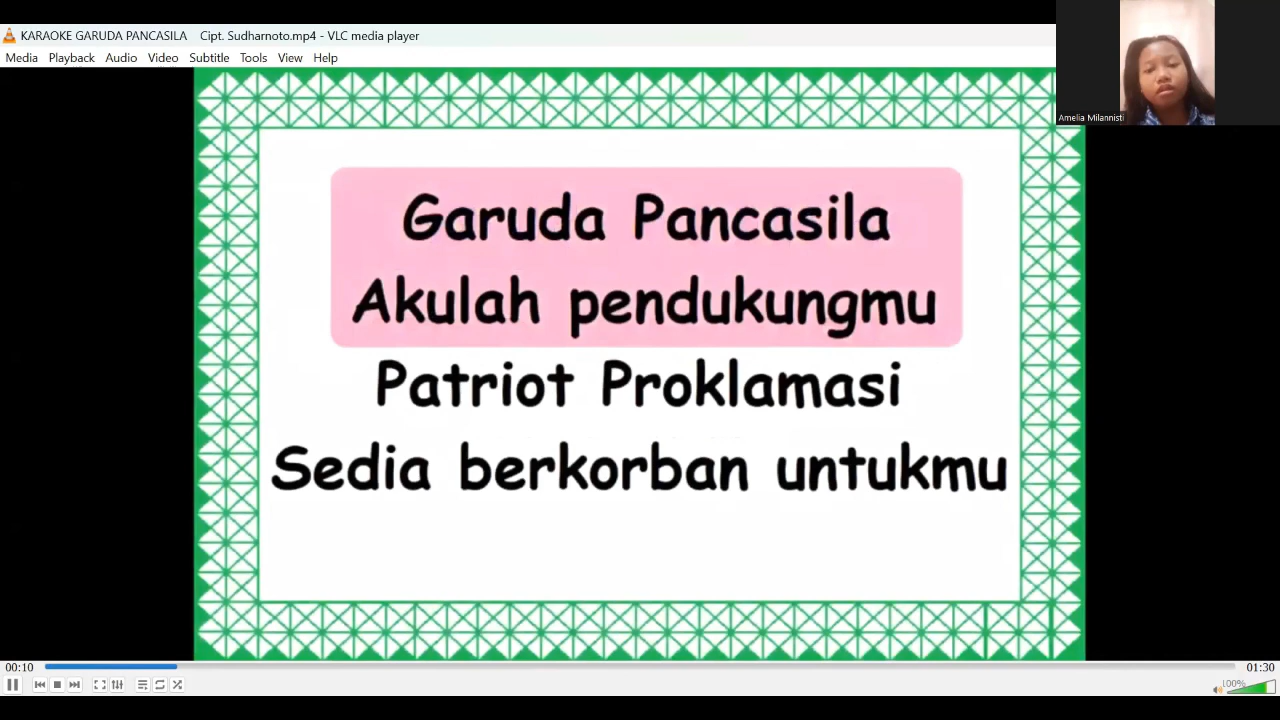 KARAOKE GARUDA PANCASILA Cipt. Sudharnoto.mp4 - VLC media player
Media Playback Audio Video Subtitle Tools View Help
Amelia Milannisti
Garuda Pancasila
Akulah pendukungmu
Patriot Proklamasi
Sedia berkorban untukmu
00:10
01:30
100%